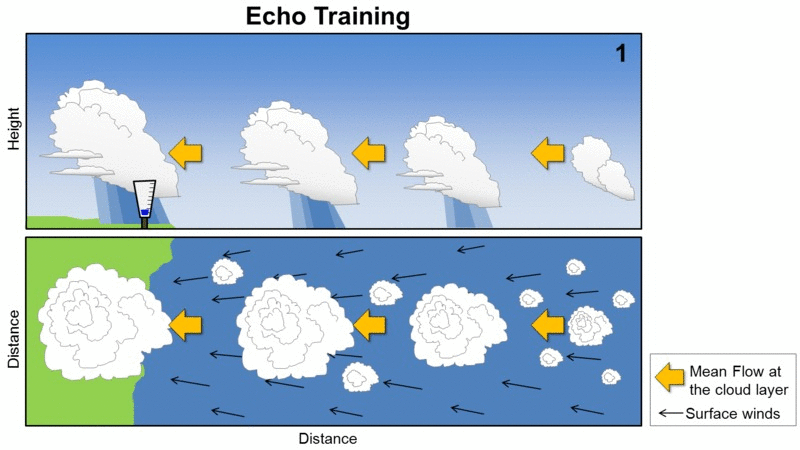 Echo Training
1
Height
Distance
Distance
Mean Flow at
the cloud layer
Surface winds